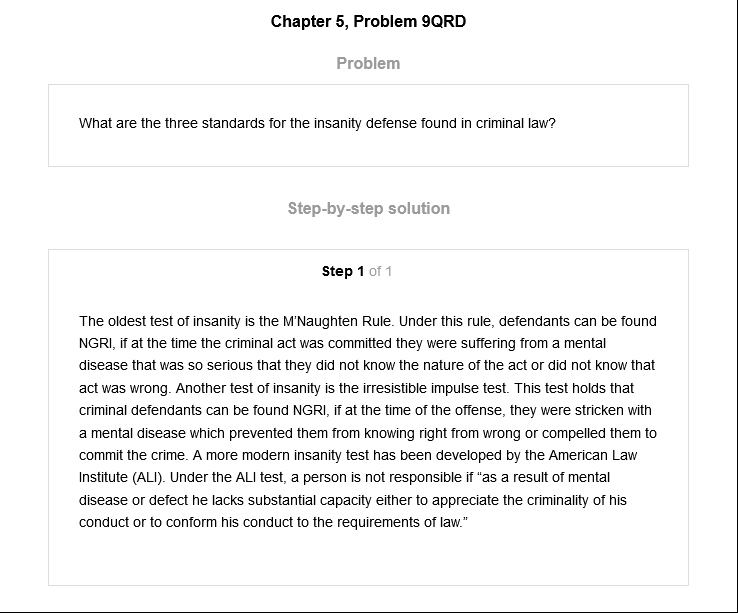 Chapter 5, Problem 9QRD
Problem
What are the three standards for the insanity defense found in criminal law?
Step-by-step solution
Step 1 of 1
The oldest test of insanity is the M’Naughten Rule. Under this rule, defendants can be found
NGRI, if at the time the criminal act was committed they were suffering from a mental
disease that was so serious that they did not know the nature of the act or did not know that
act was wrong. Another test of insanity is the irresistible impulse test. This test holds that
criminal defendants can be found NGRI, if at the time of the offense, they were stricken with
a mental disease which prevented them from knowing right from wrong or compelled them to
commit the crime. A more modern insanity test has been developed by the American Law
Institute (ALI). Under the ALI test, a person is not responsible if “as a result of mental
disease or defect he lacks substantial capacity either to appreciate the criminality of his
conduct or to conform his conduct to the requirements of law.”